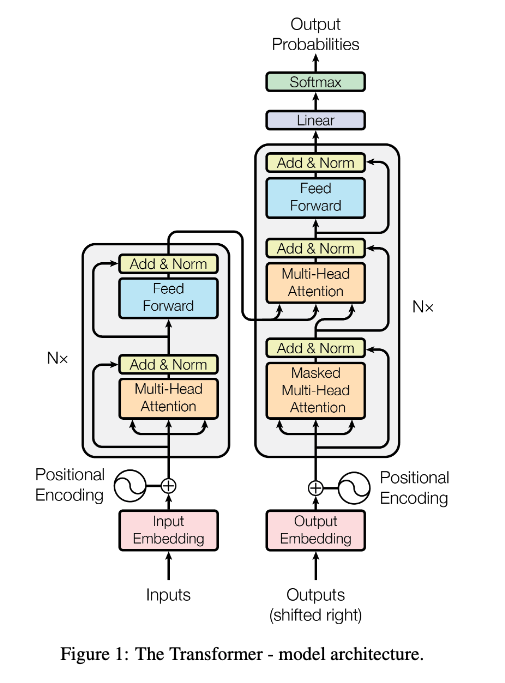 Output
Probabilities
Softmax
Linear
Add & Norm
Feed
Forward
Add & Norm
Multi-Head
Attention
Add & Norm
Masked
Multi-Head
Attention
Nx
Add & Norm
Feed
Forward
Add & Norm
Multi-Head
Attention
Nx
Positional
Encoding
Positional
Encoding
Input
Embedding
Output
Embedding
Inputs
Outputs
(shifted right)
Figure 1: The Transformer - model architecture.